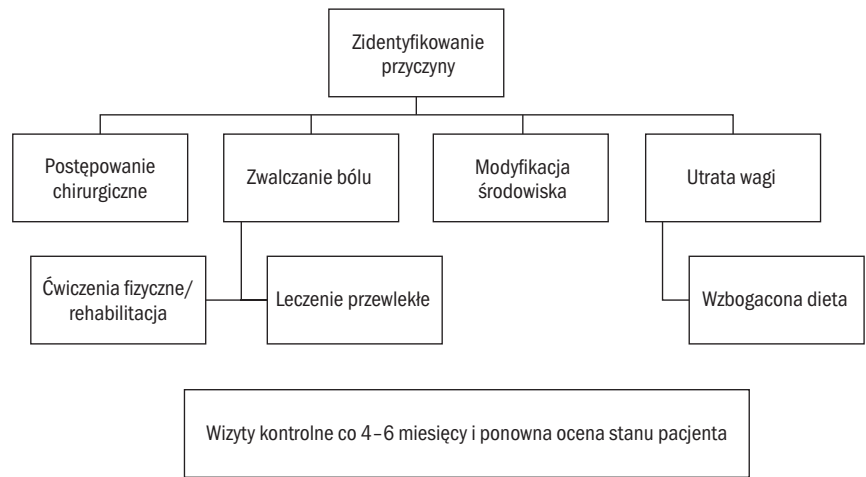 Zidentyfikowanie
przyczyny
Postępowanie
chirurgiczne
Zwalczanie bólu
Modyfikacja
środowiska
Utrata wagi
Ćwiczenia fizyczne/
rehabilitacja
Leczenie przewlekłe
Wzbogacona dieta
Wizyty kontrolne co 4–6 miesięcy i ponowna ocena stanu pacjenta